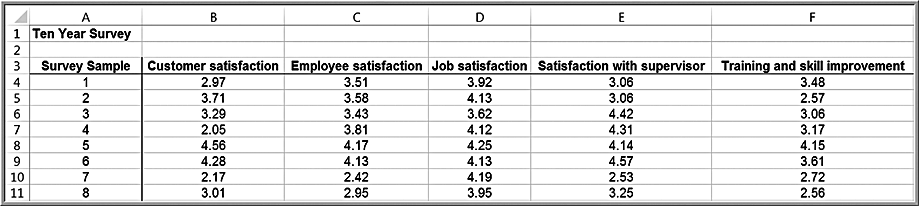 A B C D E F
1 Ten Year Survey
2
3 Survey Sample Customer satisfaction Employee satisfaction Job satisfaction Satisfaction with supervisor Training and skill improvement
4 1 2.97 3.51 3.92 3.06 3.48
5 2 3.71 3.58 4.13 3.06 2.57
6 3 3.29 3.43 3.62 4.42 3.06
7 4 2.05 3.81 4.12 4.31 3.17
8 5 4.56 4.17 4.25 4.14 4.15
9 6 4.28 4.13 4.13 4.57 3.61
10 7 2.17 2.42 4.19 2.53 2.72
11 8 3.01 2.95 3.95 3.25 2.56